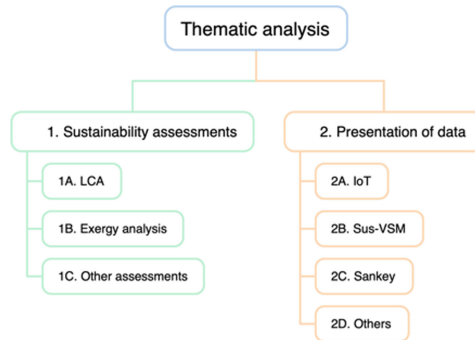 Thematic analysis
1. Sustainability assessments
1A. LCA
1B. Exergy analysis
1C. Other assessments
2. Presentation of data
2A. IoT
2B. Sus-VSM
2C. Sankey
2D. Others